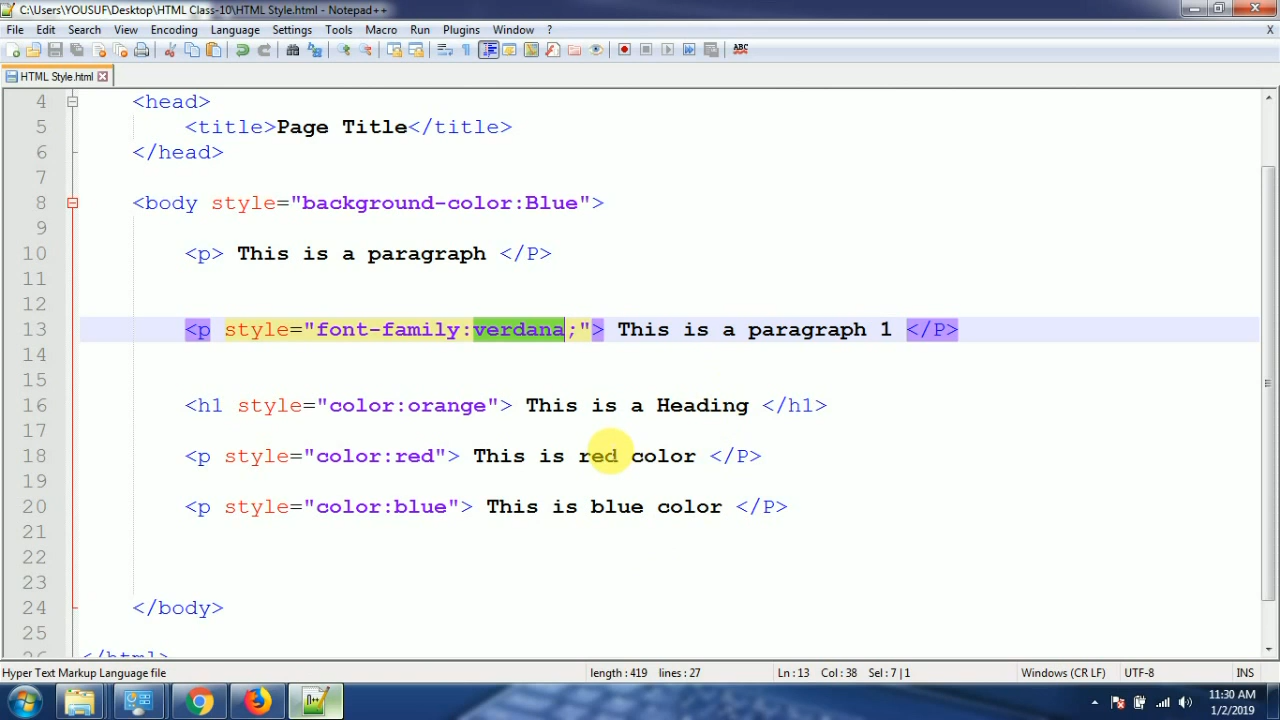 C:\Users\YOUSUF\Desktop\HTML Class-10\HTML Style.html - Notepad++
File Edit Search View Encoding Language Settings Tools Macro Run Plugins Window ? X
HTML Style.html
4 <head>
5 <title>Page Title</title>
6 </head>
7
8 <body style="background-color:Blue">
9
10 <p> This is a paragraph </P>
11
12
13 <p style="font-family:verdana;"> This is a paragraph 1 </P>
14
15
16 <h1 style="color:orange"> This is a Heading </h1>
17
18 <p style="color:red"> This is red color </P>
19
20 <p style="color:blue"> This is blue color </P>
21
22
23
24 </body>
25
26 </html>
Hyper Text Markup Language file length : 419 lines : 27 Ln : 13 Col : 38 Sel : 7 | 1 Windows (CR LF) UTF-8 INS
11:30 AM
1/2/2019